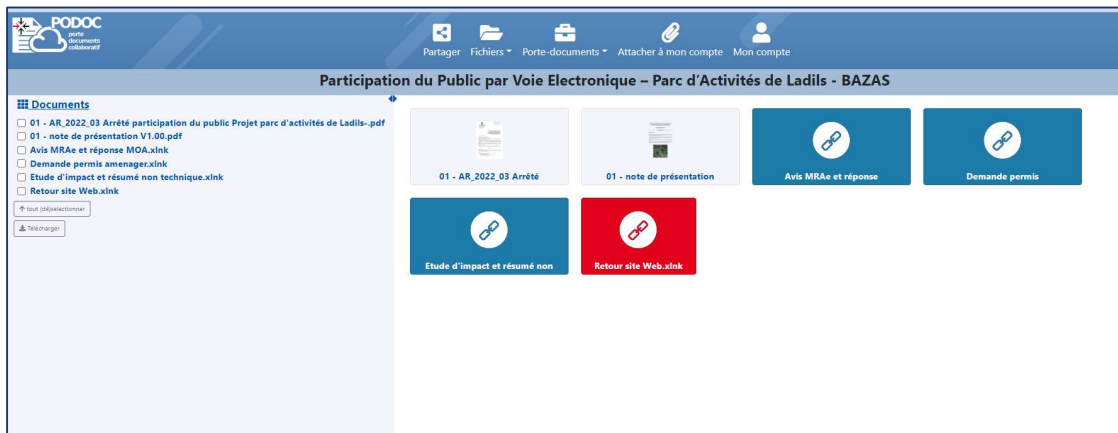 PODOC
porte
documents
collaboratif
Partager Fichiers Porte-documents Attacher à mon compte Mon compte
Participation du Public par Voie Electronique – Parc d'Activités de Ladils - BAZAS
Documents
01 - AR_2022_03 Arrêté participation du public Projet parc d'activités de Ladils-.pdf
01 - note de présentation V1.00.pdf
Avis MRAe et réponse MOA.xlnk
Demande permis amenager.xlnk
Etude d'impact et résumé non technique.xlnk
Retour site Web.xlnk
tout (dé)selectionner
Télécharger
01 - AR_2022_03 Arrêté
01 - note de présentation
Avis MRAe et réponse
Demande permis
Etude d'impact et résumé non
Retour site Web.xlnk